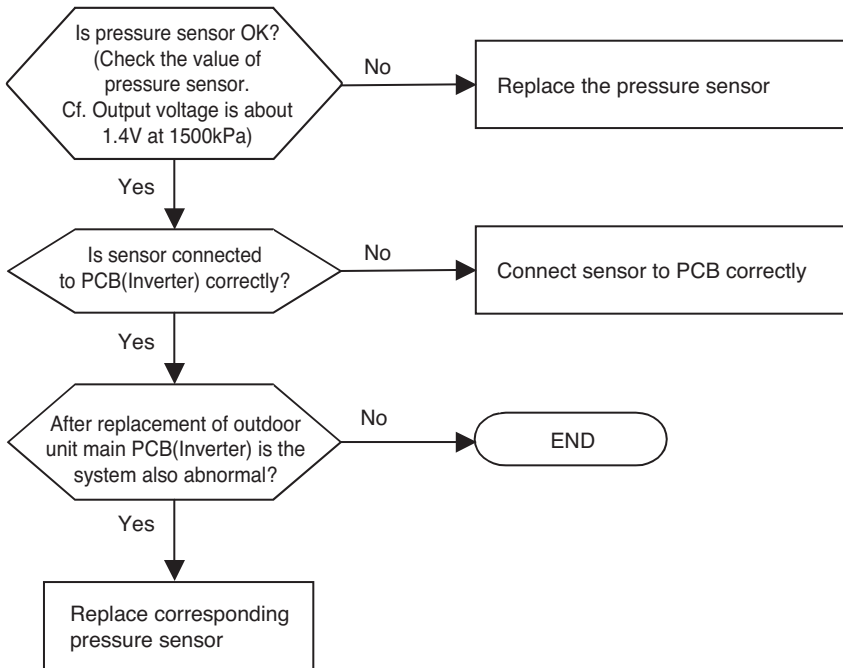 Is pressure sensor OK?
(Check the value of
pressure sensor.
Cf. Output voltage is about
1.4V at 1500kPa)
No
Replace the pressure sensor
Yes
Is sensor connected
to PCB(Inverter) correctly?
No
Connect sensor to PCB correctly
Yes
After replacement of outdoor
unit main PCB(Inverter) is the
system also abnormal?
No
END
Yes
Replace corresponding
pressure sensor